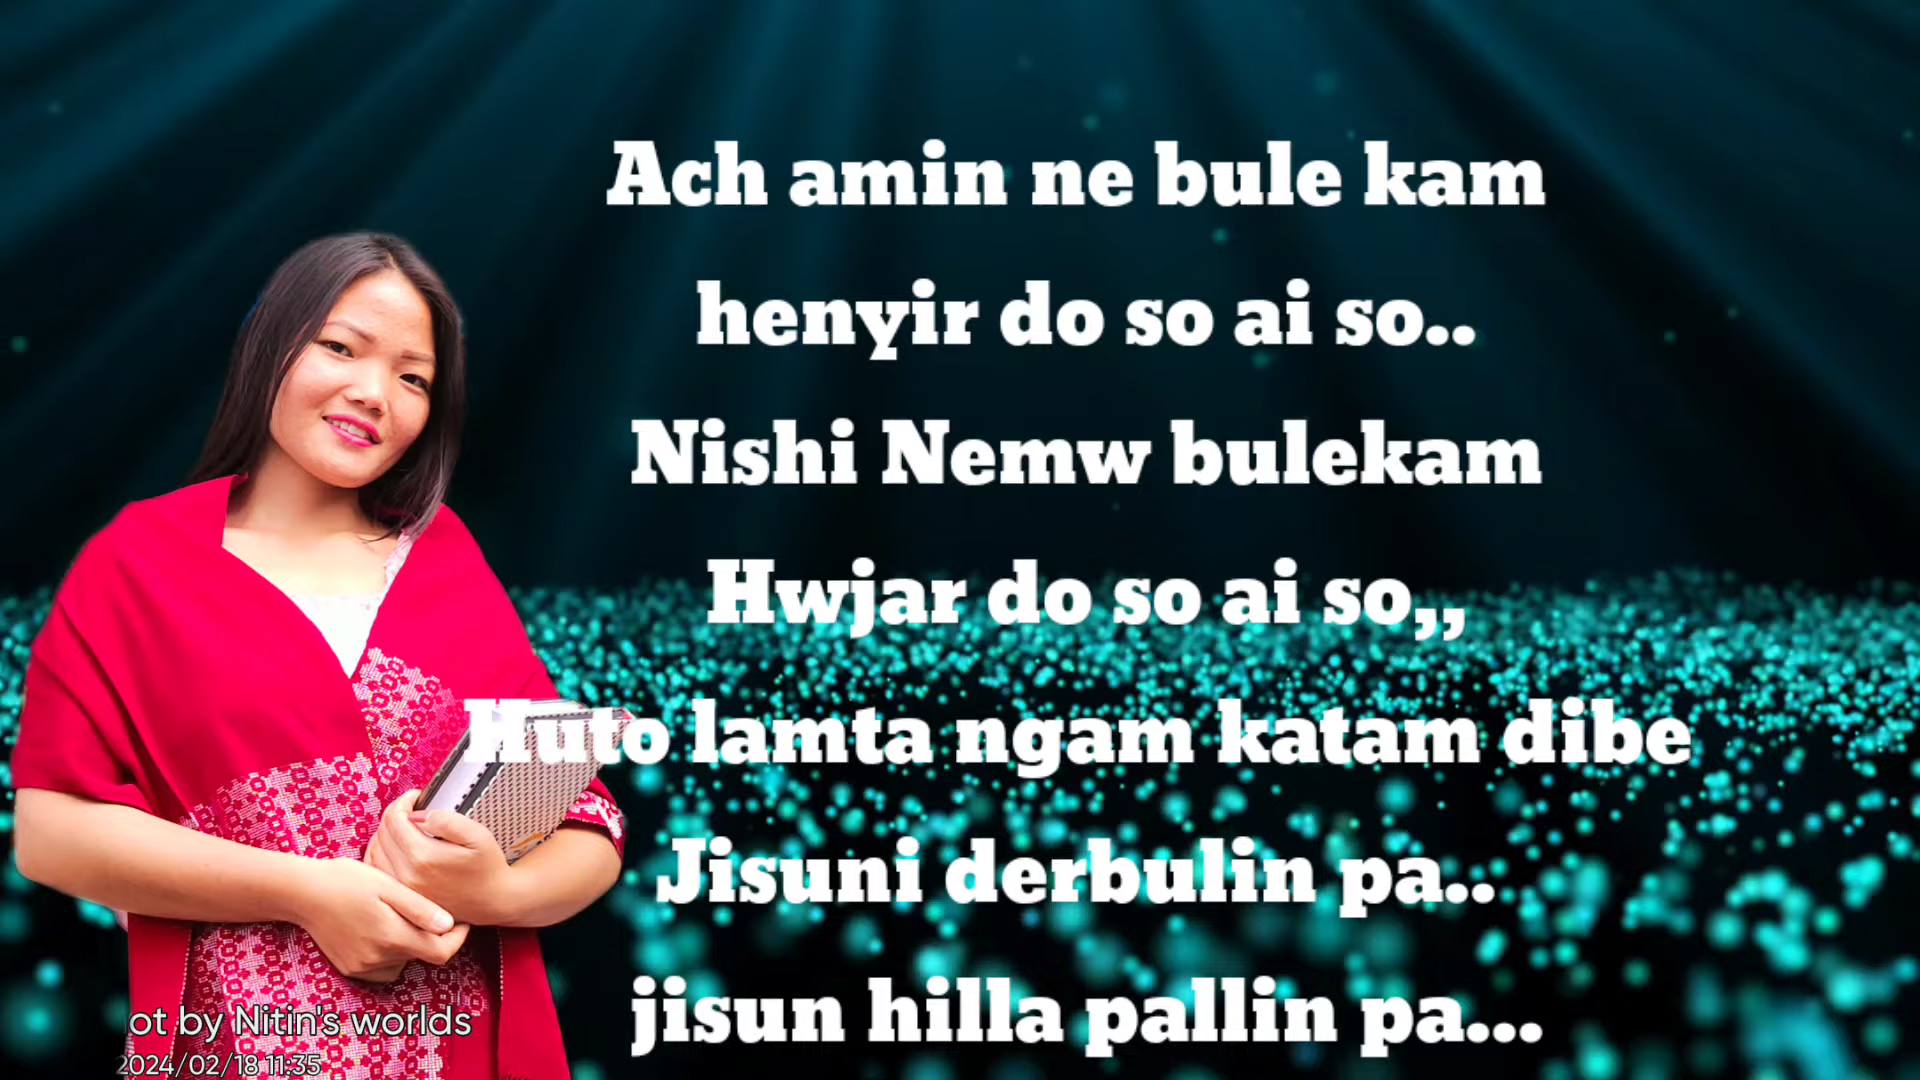 Ach amin ne bule kam
henyir do so ai so..
Nishi Nemw bulekam
Hwjar do so ai so,,
Huto lamta ngam katam dibe
Jisuni derbulin pa..
jisun hilla pallin pa...
ot by Nitin's worlds
2024/02/18 11:35